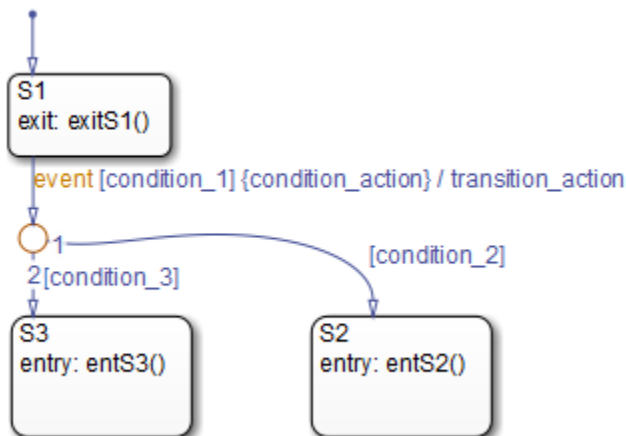 S1
exit: exitS1()
event [condition_1] {condition_action} / transition_action
1
[condition_2]
2 [condition_3]
S3
entry: entS3()
S2
entry: entS2()